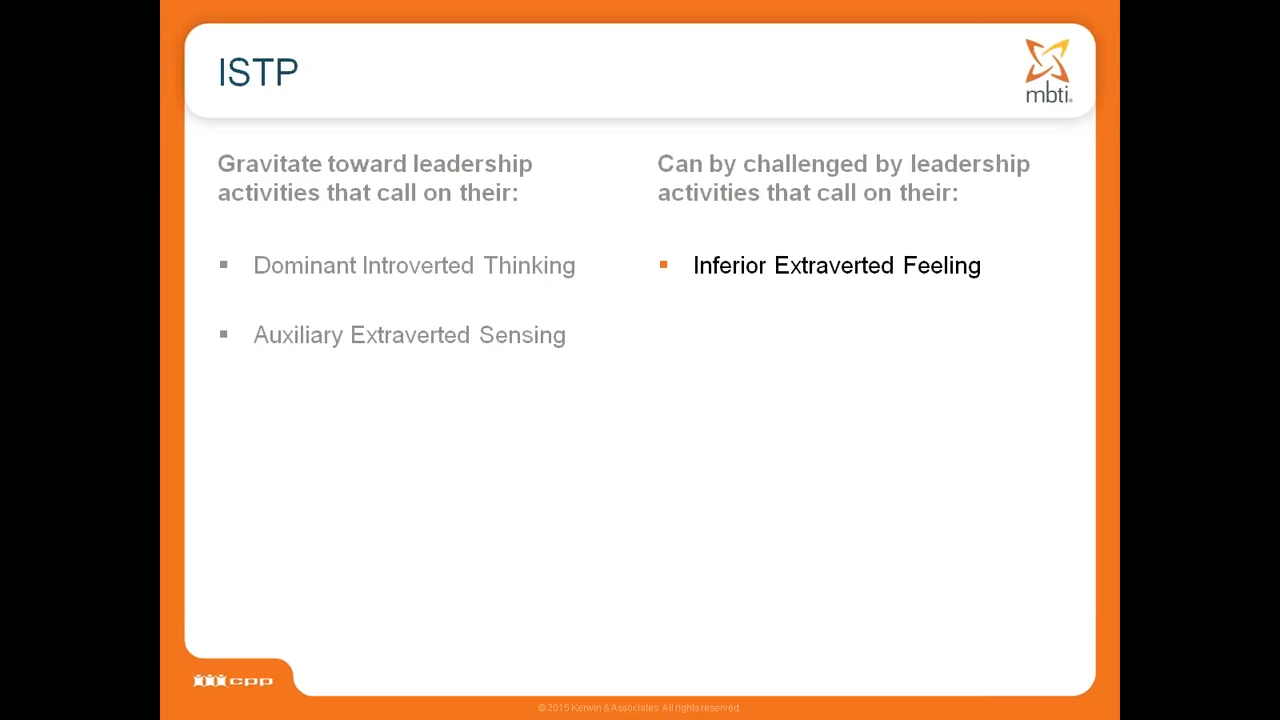 ISTP
mbti®
Gravitate toward leadership
activities that call on their:
▪ Dominant Introverted Thinking
▪ Auxiliary Extraverted Sensing
Can by challenged by leadership
activities that call on their:
▪ Inferior Extraverted Feeling
cpp
© 2015 Kerwin & Associates. All rights reserved.